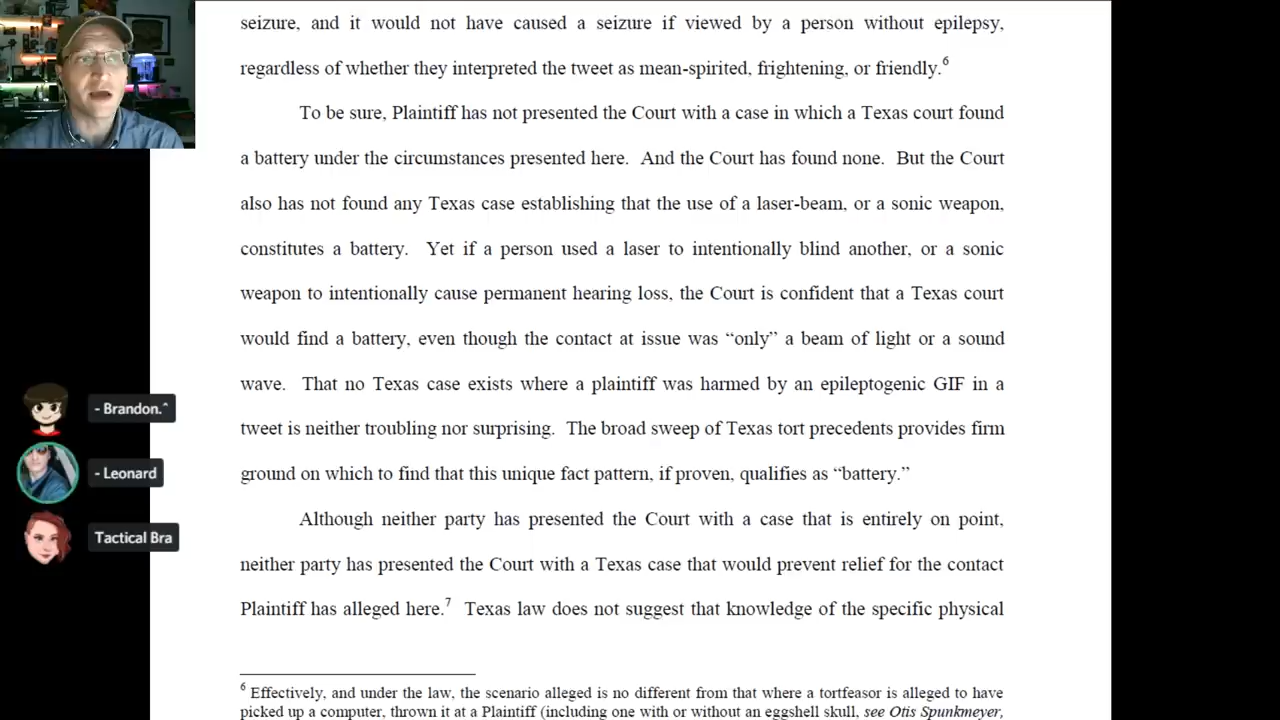 seizure, and it would not have caused a seizure if viewed by a person without epilepsy,
regardless of whether they interpreted the tweet as mean-spirited, frightening, or friendly.6
To be sure, Plaintiff has not presented the Court with a case in which a Texas court found
a battery under the circumstances presented here. And the Court has found none. But the Court
also has not found any Texas case establishing that the use of a laser-beam, or a sonic weapon,
constitutes a battery. Yet if a person used a laser to intentionally blind another, or a sonic
weapon to intentionally cause permanent hearing loss, the Court is confident that a Texas court
would find a battery, even though the contact at issue was “only” a beam of light or a sound
wave. That no Texas case exists where a plaintiff was harmed by an epileptogenic GIF in a
tweet is neither troubling nor surprising. The broad sweep of Texas tort precedents provides firm
ground on which to find that this unique fact pattern, if proven, qualifies as “battery.”
Although neither party has presented the Court with a case that is entirely on point,
neither party has presented the Court with a Texas case that would prevent relief for the contact
Plaintiff has alleged here.7 Texas law does not suggest that knowledge of the specific physical
6 Effectively, and under the law, the scenario alleged is no different from that where a tortfeasor is alleged to have
picked up a computer, thrown it at a Plaintiff (including one with or without an eggshell skull, see Otis Spunkmeyer,
- Brandon.^
- Leonard
Tactical Bra